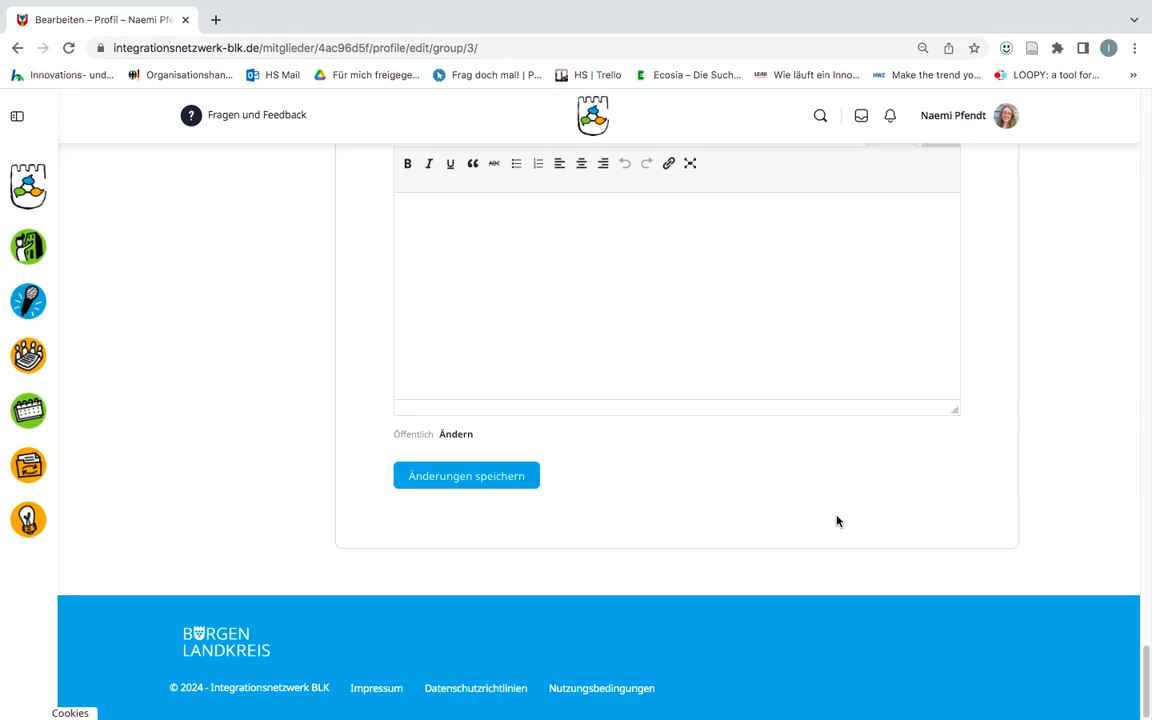 Bearbeiten – Profil – Naemi Pfe
integrationsnetzwerk-blk.de/mitglieder/4ac96d5f/profile/edit/group/3/
I
Innovations- und...
Organisationshan...
HS Mail
Für mich freigege...
Frag doch mal! | P...
HS | Trello
Ecosia – Die Such...
LEAD Wie läuft ein Inno...
HWZ Make the trend yo...
LOOPY: a tool for...
»
? Fragen und Feedback
Naemi Pfendt
B I U ABC
Öffentlich Ändern
Änderungen speichern
BURGEN
LANDKREIS
© 2024 - Integrationsnetzwerk BLK Impressum Datenschutzrichtlinien Nutzungsbedingungen
Cookies